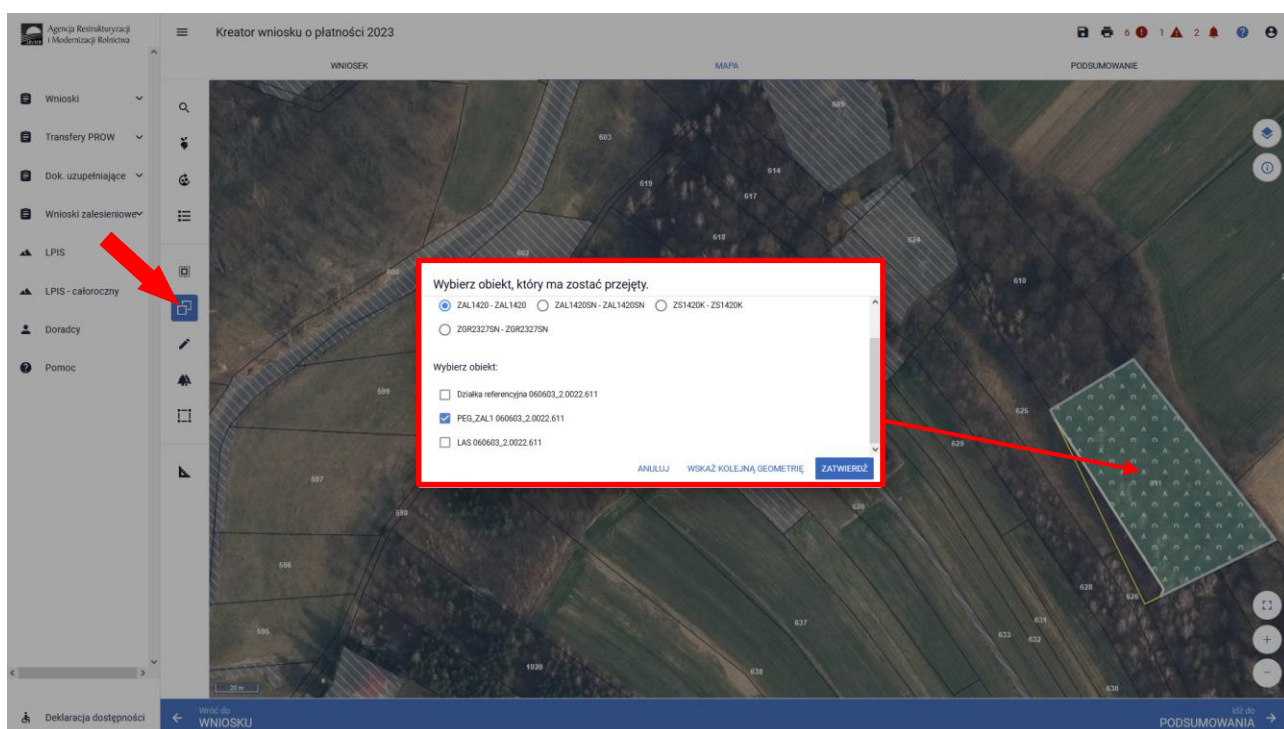 Agencja Restrukturyzacji
i Modernizacji Rolnictwa
Kreator wniosku o płatności 2023
6 1 2
WNIOSEK MAPA PODSUMOWANIE
Wnioski
Transfery PROW
Dok. uzupełniające
Wnioski zalesieniowe
LPIS
LPIS - całoroczny
Doradcy
Pomoc
603
619
614
617
618
624
610
602
599
597
598
596
595
1020
625
629
620
611
628
626
631
637
633 632
638
630
Wybierz obiekt, który ma zostać przejęty.
ZAL1420 - ZAL1420 ZAL1420SN - ZAL1420SN ZS1420K - ZS1420K
ZGR2327SN - ZGR2327SN
Wybierz obiekt:
Działka referencyjna 060603_2.0022.611
PEG_ZAL1 060603_2.0022.611
LAS 060603_2.0022.611
ANULUJ WSKAŻ KOLEJNĄ GEOMETRIĘ ZATWIERDŹ
20 m
Deklaracja dostępności
Wróć do
WNIOSKU
Idź do
PODSUMOWANIA